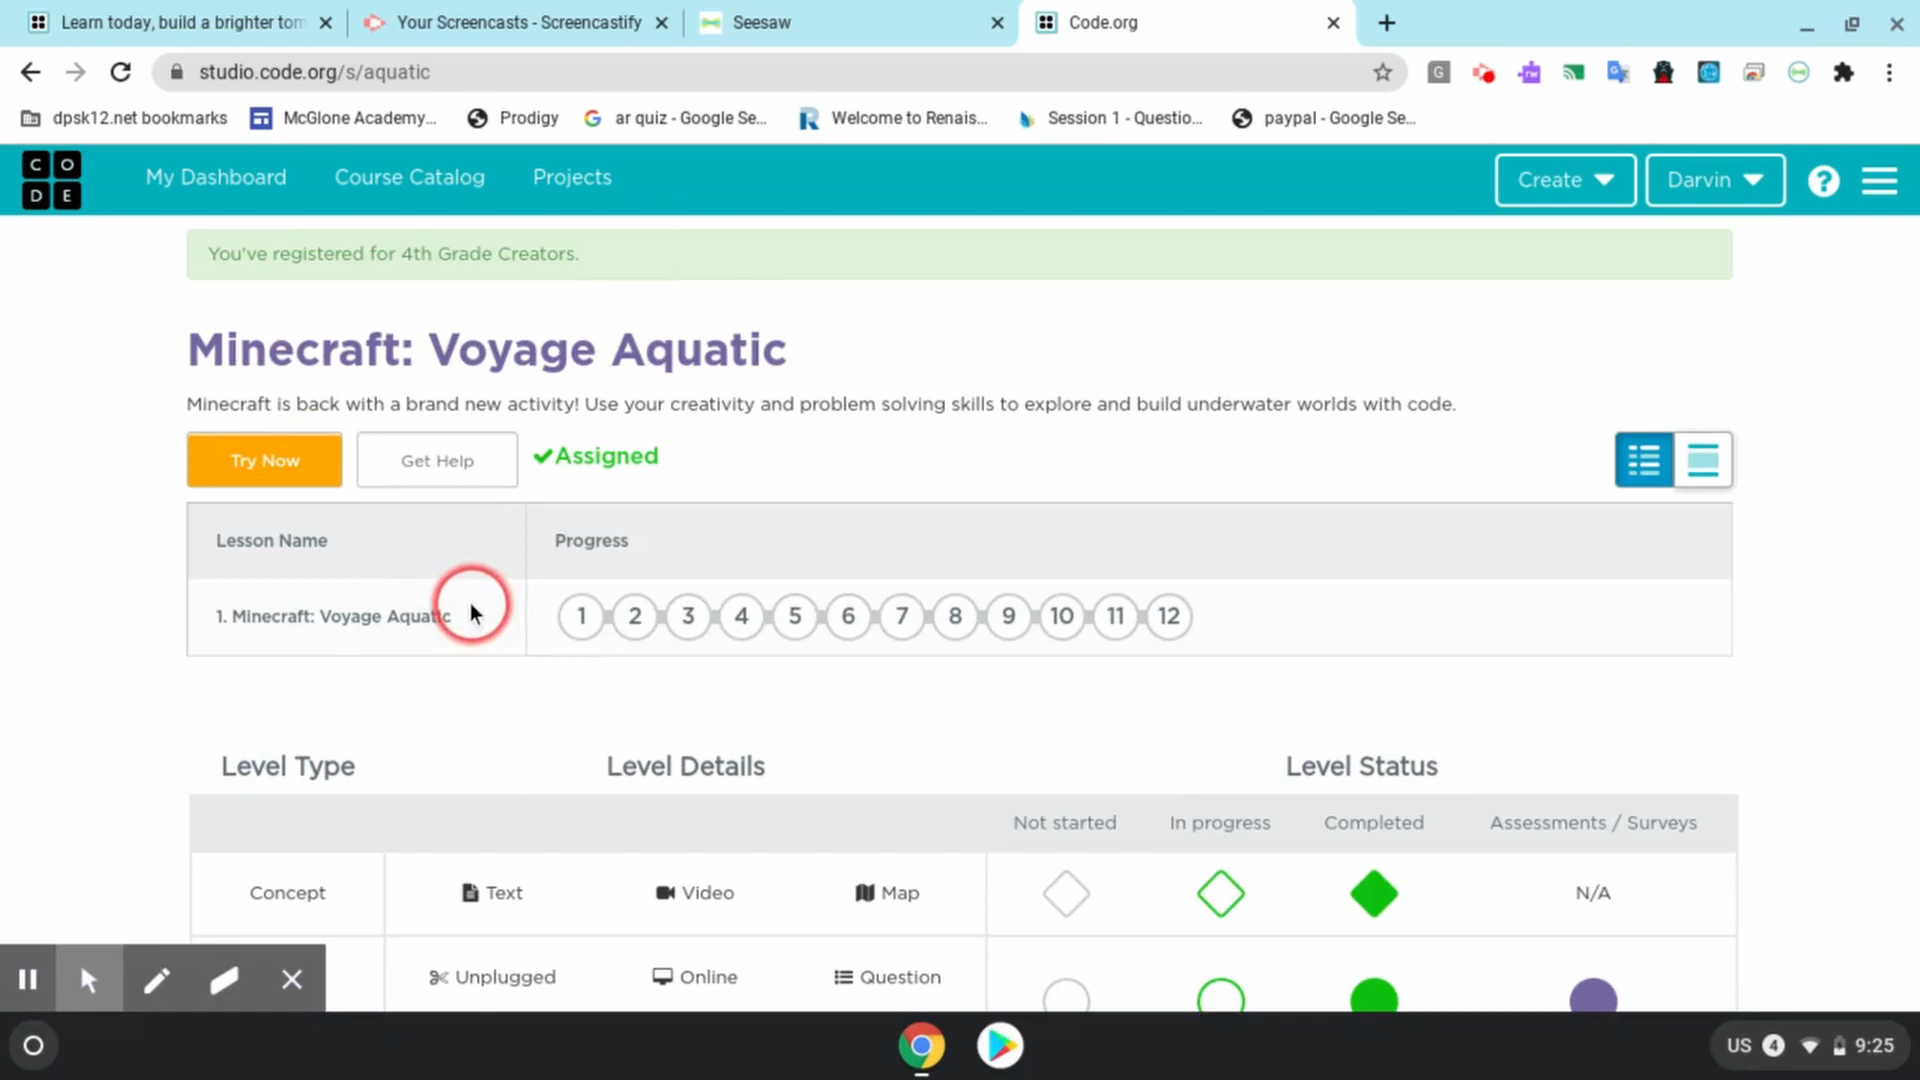 Learn today, build a brighter tom
Your Screencasts - Screencastify
Seesaw
Code.org
studio.code.org/s/aquatic
dpsk12.net bookmarks
McGlone Academy...
Prodigy
ar quiz - Google Se...
Welcome to Renais...
Session 1 - Questio...
paypal - Google Se...
CODE
My Dashboard
Course Catalog
Projects
Create
Darvin
?
You've registered for 4th Grade Creators.
Minecraft: Voyage Aquatic
Minecraft is back with a brand new activity! Use your creativity and problem solving skills to explore and build underwater worlds with code.
Try Now
Get Help
Assigned
Lesson Name
Progress
1. Minecraft: Voyage Aquatic
1 2 3 4 5 6 7 8 9 10 11 12
Level Type
Level Details
Level Status
Not started
In progress
Completed
Assessments / Surveys
Concept
Text
Video
Map
N/A
Unplugged
Online
Question
US
4
9:25